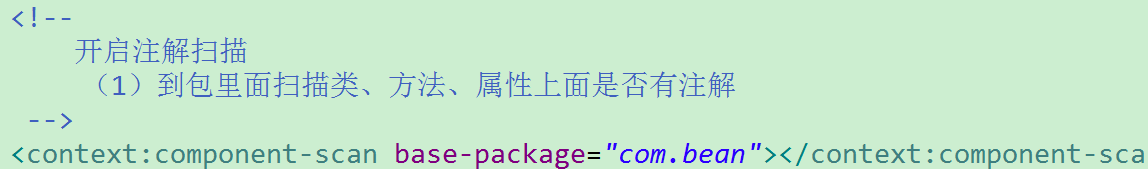 <!--
开启注解扫描
（1）到包里面扫描类、方法、属性上面是否有注解
-->
<context:component-scan base-package="com.bean"></context:component-sca